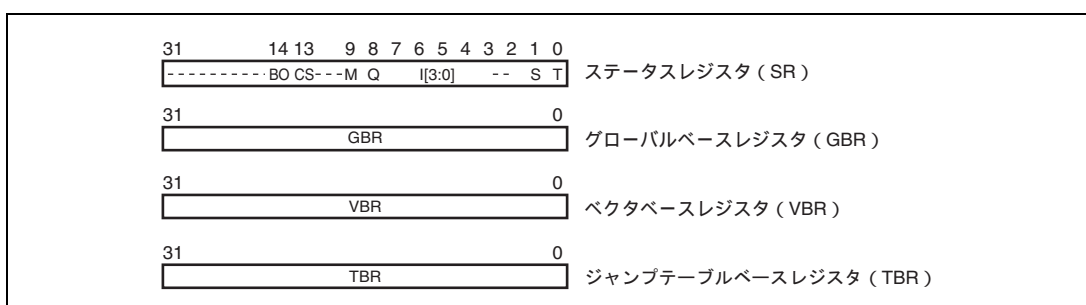 31 14 13 9 8 7 6 5 4 3 2 1 0
---------- BO CS---M Q I[3:0] -- S T ステータスレジスタ（SR）
31 0
GBR グローバルベースレジスタ（GBR）
31 0
VBR ベクタベースレジスタ（VBR）
31 0
TBR ジャンプテーブルベースレジスタ（TBR）